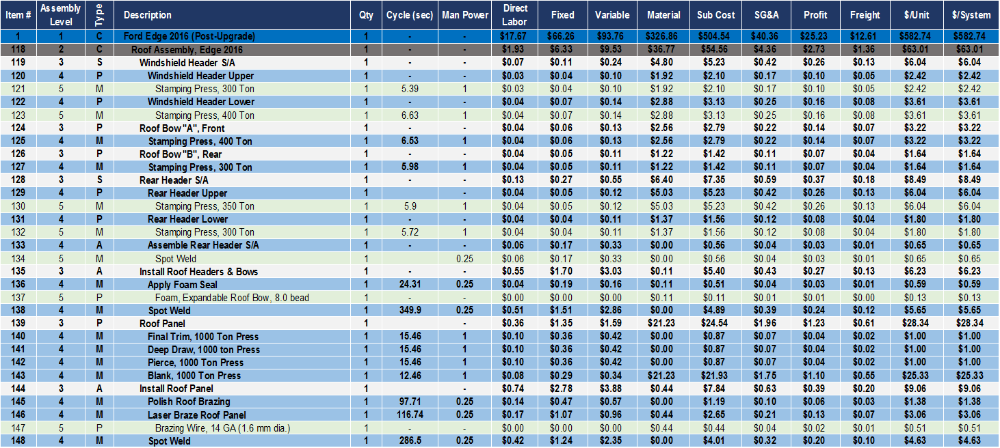 Item # Assembly Level Type Description Qty Cycle (sec) Man Power Direct Labor Fixed Variable Material Sub Cost SG&A Profit Freight $/Unit $/System
1 1 C Ford Edge 2016 (Post-Upgrade) 1 - - $17.67 $66.26 $93.76 $326.86 $504.54 $40.36 $25.23 $12.61 $582.74 $582.74
118 2 C Roof Assembly, Edge 2016 1 - - $1.93 $6.33 $9.53 $36.77 $54.56 $4.36 $2.73 $1.36 $63.01 $63.01
119 3 S Windshield Header S/A 1 - - $0.07 $0.11 $0.24 $4.80 $5.23 $0.42 $0.26 $0.13 $6.04 $6.04
120 4 P Windshield Header Upper 1 - - $0.03 $0.04 $0.10 $1.92 $2.10 $0.17 $0.10 $0.05 $2.42 $2.42
121 5 M Stamping Press, 300 Ton 1 5.39 1 $0.03 $0.04 $0.10 $1.92 $2.10 $0.17 $0.10 $0.05 $2.42 $2.42
122 4 P Windshield Header Lower 1 - - $0.04 $0.07 $0.14 $2.88 $3.13 $0.25 $0.16 $0.08 $3.61 $3.61
123 5 M Stamping Press, 400 Ton 1 6.63 1 $0.04 $0.07 $0.14 $2.88 $3.13 $0.25 $0.16 $0.08 $3.61 $3.61
124 3 P Roof Bow "A", Front 1 - - $0.04 $0.06 $0.13 $2.56 $2.79 $0.22 $0.14 $0.07 $3.22 $3.22
125 4 M Stamping Press, 400 Ton 1 6.53 1 $0.04 $0.06 $0.13 $2.56 $2.79 $0.22 $0.14 $0.07 $3.22 $3.22
126 3 P Roof Bow "B", Rear 1 - - $0.04 $0.05 $0.11 $1.22 $1.42 $0.11 $0.07 $0.04 $1.64 $1.64
127 4 M Stamping Press, 300 Ton 1 5.98 1 $0.04 $0.05 $0.11 $1.22 $1.42 $0.11 $0.07 $0.04 $1.64 $1.64
128 3 S Rear Header S/A 1 - - $0.13 $0.27 $0.55 $6.40 $7.35 $0.59 $0.37 $0.18 $8.49 $8.49
129 4 P Rear Header Upper 1 - - $0.04 $0.05 $0.12 $5.03 $5.23 $0.42 $0.26 $0.13 $6.04 $6.04
130 5 M Stamping Press, 350 Ton 1 5.9 1 $0.04 $0.05 $0.12 $5.03 $5.23 $0.42 $0.26 $0.13 $6.04 $6.04
131 4 P Rear Header Lower 1 - - $0.04 $0.04 $0.11 $1.37 $1.56 $0.12 $0.08 $0.04 $1.80 $1.80
132 5 M Stamping Press, 300 Ton 1 5.72 1 $0.04 $0.04 $0.11 $1.37 $1.56 $0.12 $0.08 $0.04 $1.80 $1.80
133 4 A Assemble Rear Header S/A 1 - - $0.06 $0.17 $0.33 $0.00 $0.56 $0.04 $0.03 $0.01 $0.65 $0.65
134 5 M Spot Weld 1 0.25 $0.06 $0.17 $0.33 $0.00 $0.56 $0.04 $0.03 $0.01 $0.65 $0.65
135 3 A Install Roof Headers & Bows 1 - - $0.55 $1.70 $3.03 $0.11 $5.40 $0.43 $0.27 $0.13 $6.23 $6.23
136 4 M Apply Foam Seal 1 24.31 0.25 $0.04 $0.19 $0.16 $0.11 $0.51 $0.04 $0.03 $0.01 $0.59 $0.59
137 5 P Foam, Expandable Roof Bow, 8.0 bead 1 - - $0.00 $0.00 $0.00 $0.11 $0.11 $0.01 $0.01 $0.00 $0.13 $0.13
138 4 M Spot Weld 1 349.9 0.25 $0.51 $1.51 $2.86 $0.00 $4.89 $0.39 $0.24 $0.12 $5.65 $5.65
139 3 P Roof Panel 1 - $0.36 $1.35 $1.59 $21.23 $24.54 $1.96 $1.23 $0.61 $28.34 $28.34
140 4 M Final Trim, 1000 Ton Press 1 15.46 1 $0.10 $0.36 $0.42 $0.00 $0.87 $0.07 $0.04 $0.02 $1.00 $1.00
141 4 M Deep Draw, 1000 ton Press 1 15.46 1 $0.10 $0.36 $0.42 $0.00 $0.87 $0.07 $0.04 $0.02 $1.00 $1.00
142 4 M Pierce, 1000 Ton Press 1 15.46 1 $0.10 $0.36 $0.42 $0.00 $0.87 $0.07 $0.04 $0.02 $1.00 $1.00
143 4 M Blank, 1000 Ton Press 1 12.46 1 $0.08 $0.29 $0.34 $21.23 $21.93 $1.75 $1.10 $0.55 $25.33 $25.33
144 3 A Install Roof Panel 1 - $0.74 $2.78 $3.88 $0.44 $7.84 $0.63 $0.39 $0.20 $9.06 $9.06
145 4 M Polish Roof Brazing 1 97.71 0.25 $0.14 $0.47 $0.57 $0.00 $1.19 $0.10 $0.06 $0.03 $1.38 $1.38
146 4 M Laser Braze Roof Panel 1 116.74 0.25 $0.17 $1.07 $0.96 $0.44 $2.65 $0.21 $0.13 $0.07 $3.06 $3.06
147 5 P Brazing Wire, 14 GA (1.6 mm dia.) 1 - - $0.00 $0.00 $0.00 $0.44 $0.44 $0.04 $0.02 $0.01 $0.51 $0.51
148 4 M Spot Weld 1 286.5 0.25 $0.42 $1.24 $2.35 $0.00 $4.01 $0.32 $0.20 $0.10 $4.63 $4.63